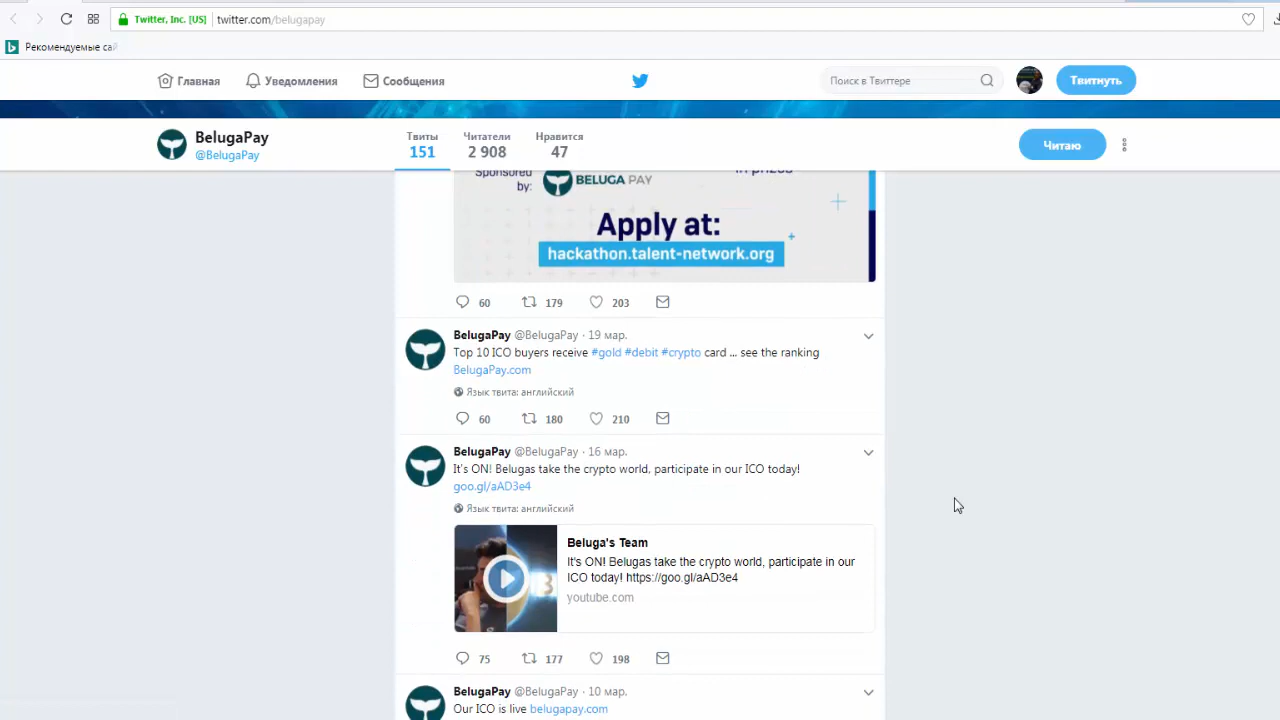 Twitter, Inc. [US] twitter.com/belugapay
Рекомендуемые сай
Главная Уведомления Сообщения Поиск в Твиттере Твитнуть
BelugaPay
@BelugaPay
Твиты Читатели Нравится
151 2 908 47
Читаю
Sponsored
by: BELUGA PAY in prizes
Apply at:
hackathon.talent-network.org
60 179 203
BelugaPay @BelugaPay · 19 мар.
Top 10 ICO buyers receive #gold #debit #crypto card ... see the ranking
BelugaPay.com
Язык твита: английский
60 180 210
BelugaPay @BelugaPay · 16 мар.
It's ON! Belugas take the crypto world, participate in our ICO today!
goo.gl/aAD3e4
Язык твита: английский
Beluga's Team
It's ON! Belugas take the crypto world, participate in our
ICO today! https://goo.gl/aAD3e4
youtube.com
75 177 198
BelugaPay @BelugaPay · 10 мар.
Our ICO is live belugapay.com